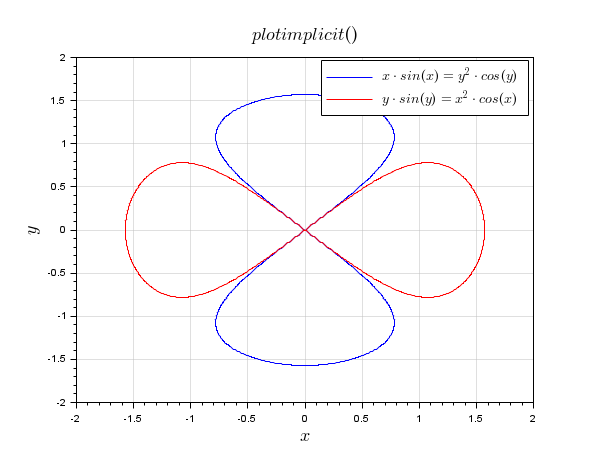 plotimplicit()
x · sin(x) = y² · cos(y)
y · sin(y) = x² · cos(x)
2
1.5
1
0.5
0
-0.5
-1
-1.5
-2
y
-2 -1.5 -1 -0.5 0 0.5 1 1.5 2
x